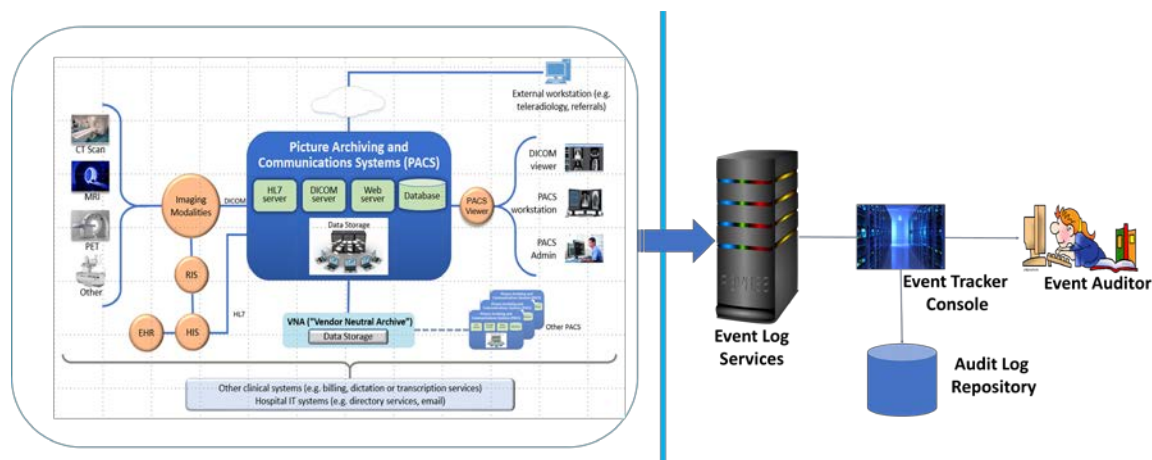 External workstation (e.g.
teleradiology, referrals)
Picture Archiving and
Communications Systems (PACS)
HL7
server
DICOM
server
Web
server
Database
Data Storage
CT Scan
MRI
PET
Other
Imaging
Modalities
DICOM
RIS
HIS
EHR
HL7
PACS
Viewer
DICOM
viewer
PACS
workstation
PACS
Admin
VNA ("Vendor Neutral Archive")
Data Storage
Other PACS
Other clinical systems (e.g. billing, dictation or transcription services)
Hospital IT systems (e.g. directory services, email)
Event Log
Services
Event Tracker
Console
Event Auditor
Audit Log
Repository